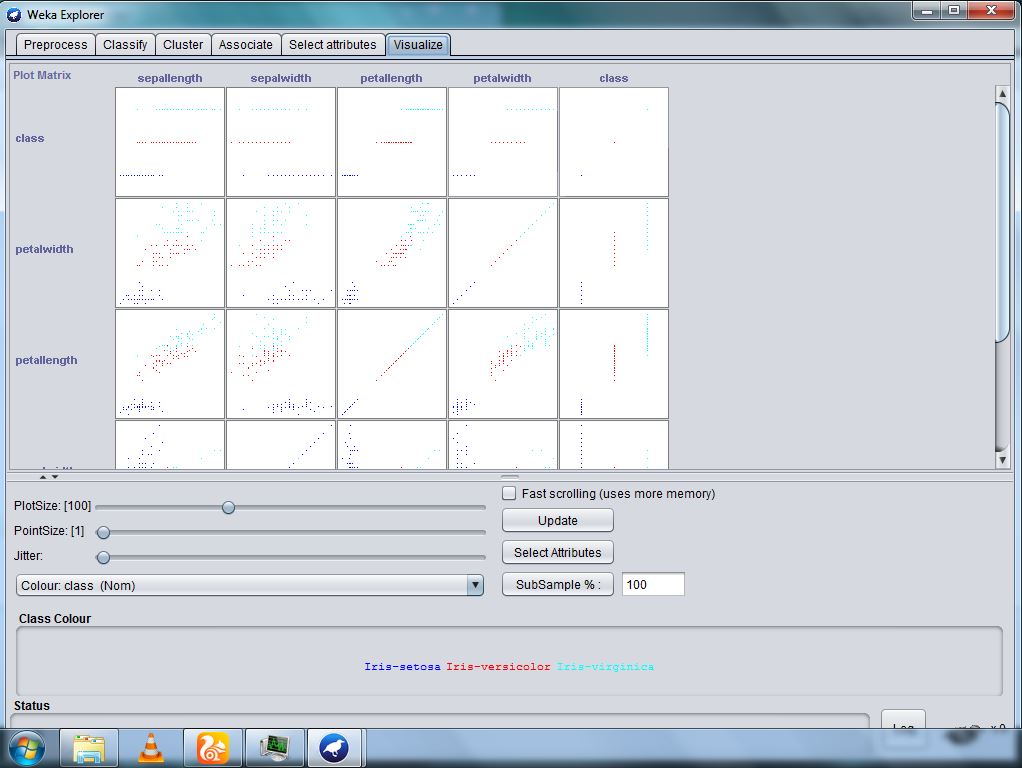 Weka Explorer
Preprocess Classify Cluster Associate Select attributes Visualize
Plot Matrix sepallength sepalwidth petallength petalwidth class
class
petalwidth
petallength
PlotSize: [100]
Fast scrolling (uses more memory)
Update
PointSize: [1]
Select Attributes
Jitter:
Colour: class (Nom)
SubSample % : 100
Class Colour
Iris-setosa Iris-versicolor Iris-virginica
Status
Log x 0